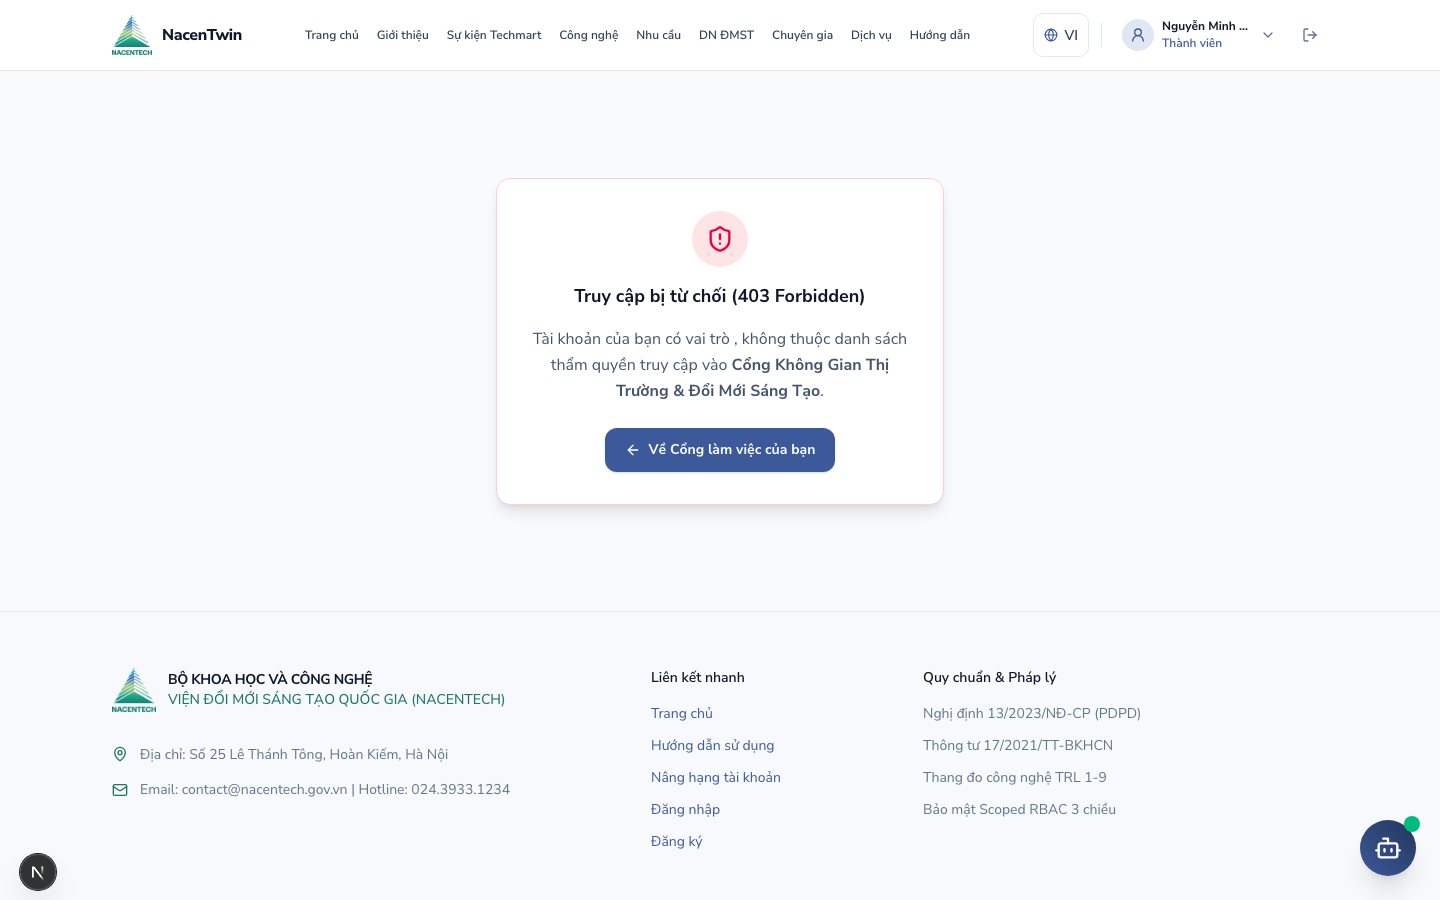 NACENTECH
NacenTwin
Trang chủ
Giới thiệu
Sự kiện Techmart
Công nghệ
Nhu cầu
DN ĐMST
Chuyên gia
Dịch vụ
Hướng dẫn
VI
Nguyễn Minh ...
Thành viên
Truy cập bị từ chối (403 Forbidden)
Tài khoản của bạn có vai trò , không thuộc danh sách
thẩm quyền truy cập vào Cổng Không Gian Thị
Trường & Đổi Mới Sáng Tạo.
Về Cổng làm việc của bạn
NACENTECH
BỘ KHOA HỌC VÀ CÔNG NGHỆ
VIỆN ĐỔI MỚI SÁNG TẠO QUỐC GIA (NACENTECH)
Địa chỉ: Số 25 Lê Thánh Tông, Hoàn Kiếm, Hà Nội
Email: contact@nacentech.gov.vn | Hotline: 024.3933.1234
Liên kết nhanh
Trang chủ
Hướng dẫn sử dụng
Nâng hạng tài khoản
Đăng nhập
Đăng ký
Quy chuẩn & Pháp lý
Nghị định 13/2023/NĐ-CP (PDPD)
Thông tư 17/2021/TT-BKHCN
Thang đo công nghệ TRL 1-9
Bảo mật Scoped RBAC 3 chiều
N